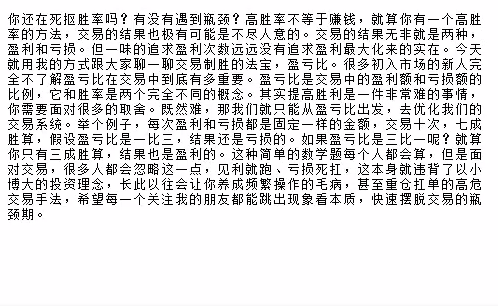 你还在死抠胜率吗？有没有遇到瓶颈？高胜率不等于赚钱，就算你有一个高胜
率的方法，交易的结果也极有可能是不尽人意的。交易的结果无非就是两种，
盈利和亏损。但一味的追求盈利次数远远没有追求盈利最大化来的实在。今天
就用我的方式跟大家聊一聊交易制胜的法宝，盈亏比。很多初入市场的新人完
全不了解盈亏比在交易中到底有多重要。盈亏比是交易中的盈利额和亏损额的
比例，它和胜率是两个完全不同的概念。其实提高胜利是一件非常难的事情，
你需要面对很多的取舍。既然难，那我们就只能从盈亏比出发，去优化我们的
交易系统。举个例子，每次盈利和亏损都是固定一样的金额，交易十次，七成
胜算，假设盈亏比是一比三，结果还是亏损的。如果盈亏比是三比一呢？就算
你只有三成胜算，结果也是盈利的。这种简单的数学题每个人都会算，但是面
对交易，很多人都会忽略这一点，见利就跑、亏损死扛，这本身就违背了以小
博大的投资理念，长此以往会让你养成频繁操作的毛病，甚至重仓扛单的高危
交易手法，希望每一个关注我的朋友都能跳出现象看本质，快速摆脱交易的瓶
颈期。